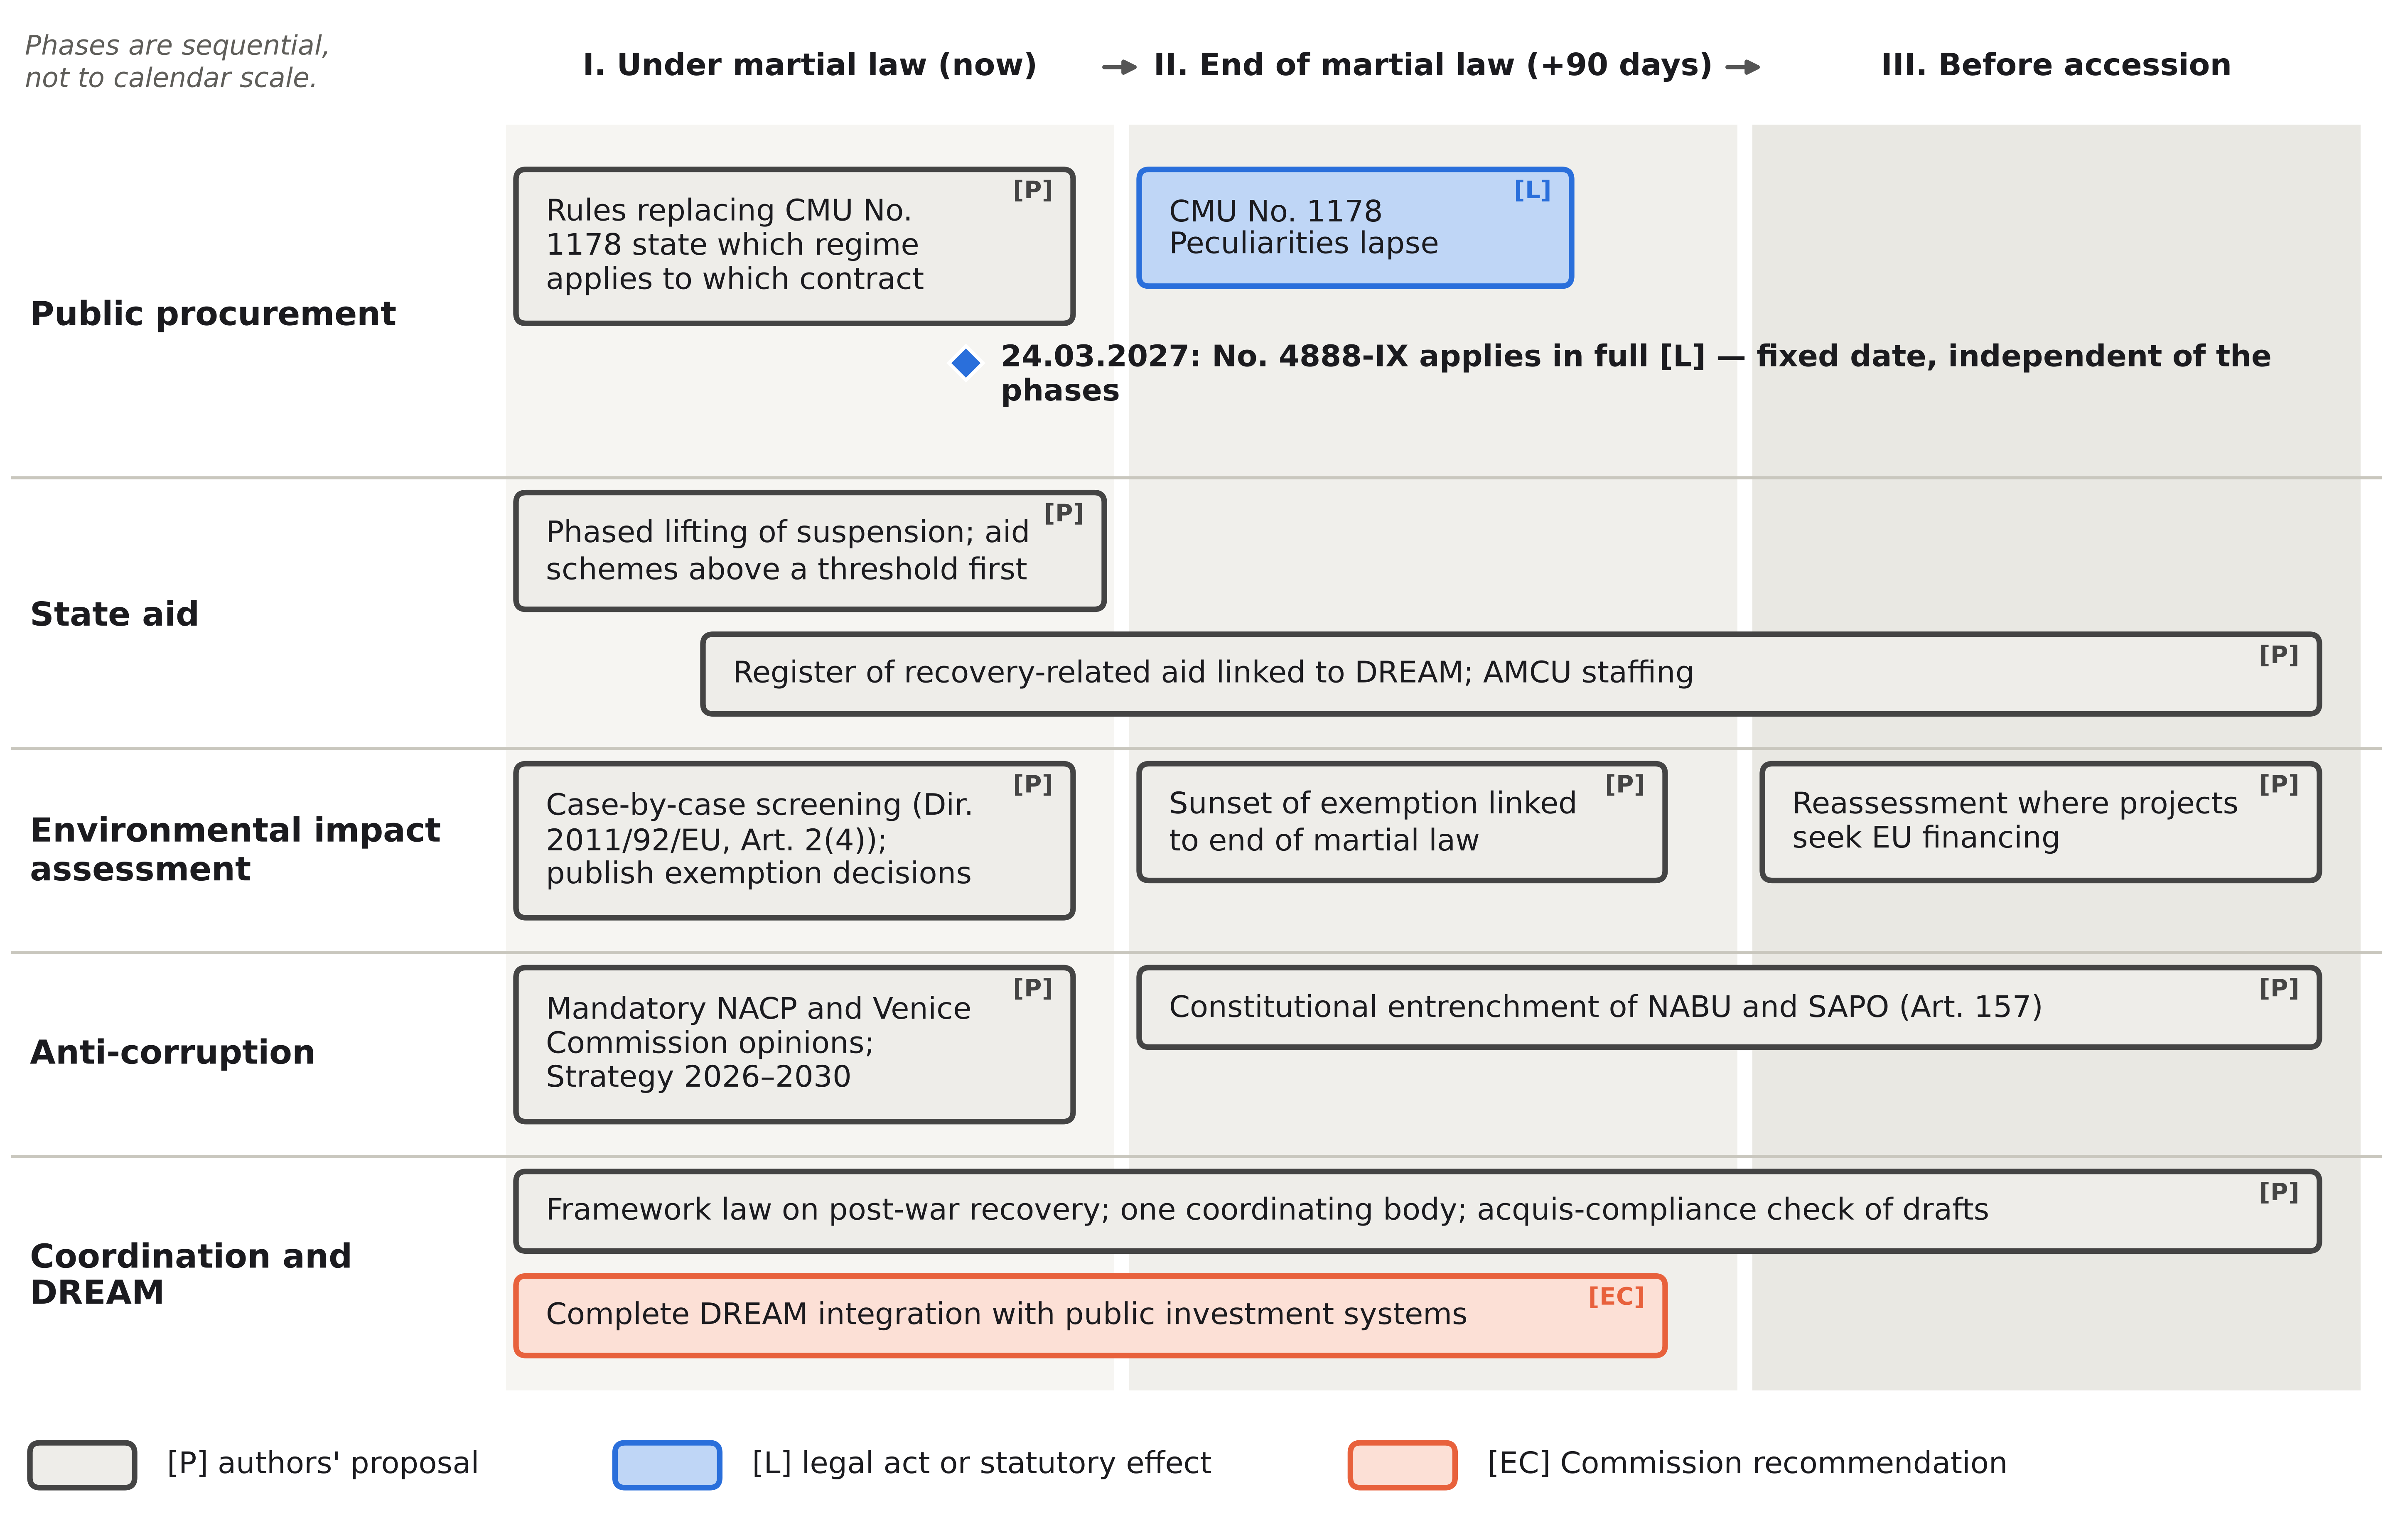 Phases are sequential,
not to calendar scale.
I. Under martial law (now)
II. End of martial law (+90 days)
III. Before accession
Public procurement
[P]
Rules replacing CMU No.
1178 state which regime
applies to which contract
[L]
CMU No. 1178
Peculiarities lapse
24.03.2027: No. 4888-IX applies in full [L] — fixed date, independent of the
phases
State aid
[P]
Phased lifting of suspension; aid
schemes above a threshold first
[P]
Register of recovery-related aid linked to DREAM; AMCU staffing
Environmental impact
assessment
[P]
Case-by-case screening (Dir.
2011/92/EU, Art. 2(4));
publish exemption decisions
[P]
Sunset of exemption linked
to end of martial law
[P]
Reassessment where projects
seek EU financing
Anti-corruption
[P]
Mandatory NACP and Venice
Commission opinions;
Strategy 2026–2030
[P]
Constitutional entrenchment of NABU and SAPO (Art. 157)
Coordination and
DREAM
[P]
Framework law on post-war recovery; one coordinating body; acquis-compliance check of drafts
[EC]
Complete DREAM integration with public investment systems
[P] authors' proposal
[L] legal act or statutory effect
[EC] Commission recommendation